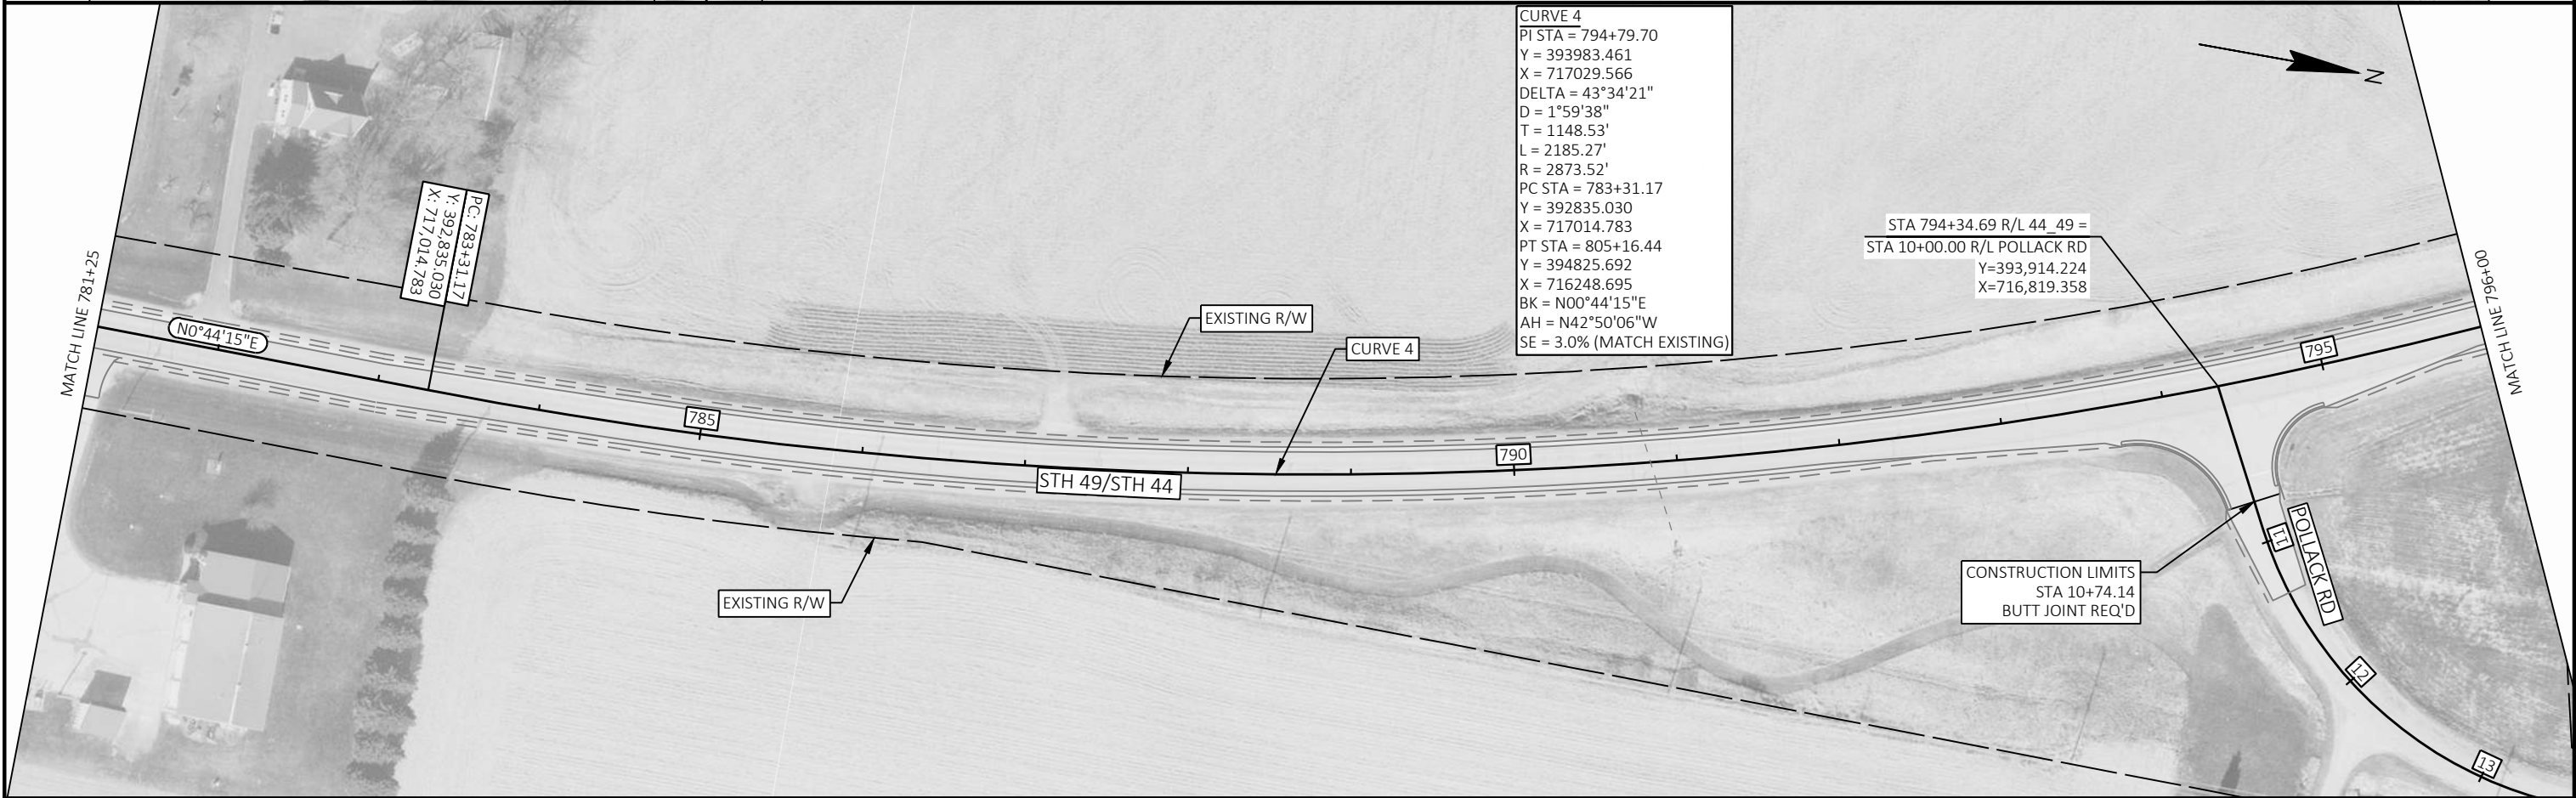 MATCH LINE 781+25
N0°44'15"E
PC: 783+31.17
Y: 392,835.030
X: 717,014.783
785
EXISTING R/W
EXISTING R/W
CURVE 4
STH 49/STH 44
790
CURVE 4
PI STA = 794+79.70
Y = 393983.461
X = 717029.566
DELTA = 43°34'21"
D = 1°59'38"
T = 1148.53'
L = 2185.27'
R = 2873.52'
PC STA = 783+31.17
Y = 392835.030
X = 717014.783
PT STA = 805+16.44
Y = 394825.692
X = 716248.695
BK = N00°44'15"E
AH = N42°50'06"W
SE = 3.0% (MATCH EXISTING)
STA 794+34.69 R/L 44_49 =
STA 10+00.00 R/L POLLACK RD
Y=393,914.224
X=716,819.358
N
795
MATCH LINE 796+00
CONSTRUCTION LIMITS
STA 10+74.14
BUTT JOINT REQ'D
11
POLLACK RD
12
13